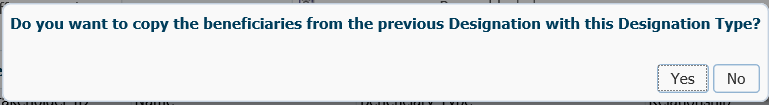 Do you want to copy the beneficiaries from the previous Designation with this Designation Type?
Yes No